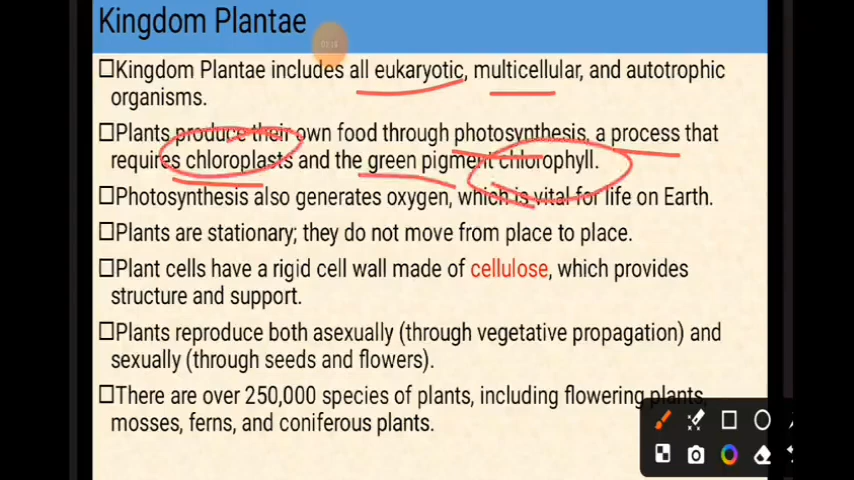 Kingdom Plantae
□Kingdom Plantae includes all eukaryotic, multicellular, and autotrophic
organisms.
□Plants produce their own food through photosynthesis, a process that
requires chloroplasts and the green pigment chlorophyll.
□Photosynthesis also generates oxygen, which is vital for life on Earth.
□Plants are stationary; they do not move from place to place.
□Plant cells have a rigid cell wall made of cellulose, which provides
structure and support.
□Plants reproduce both asexually (through vegetative propagation) and
sexually (through seeds and flowers).
□There are over 250,000 species of plants, including flowering plants,
mosses, ferns, and coniferous plants.